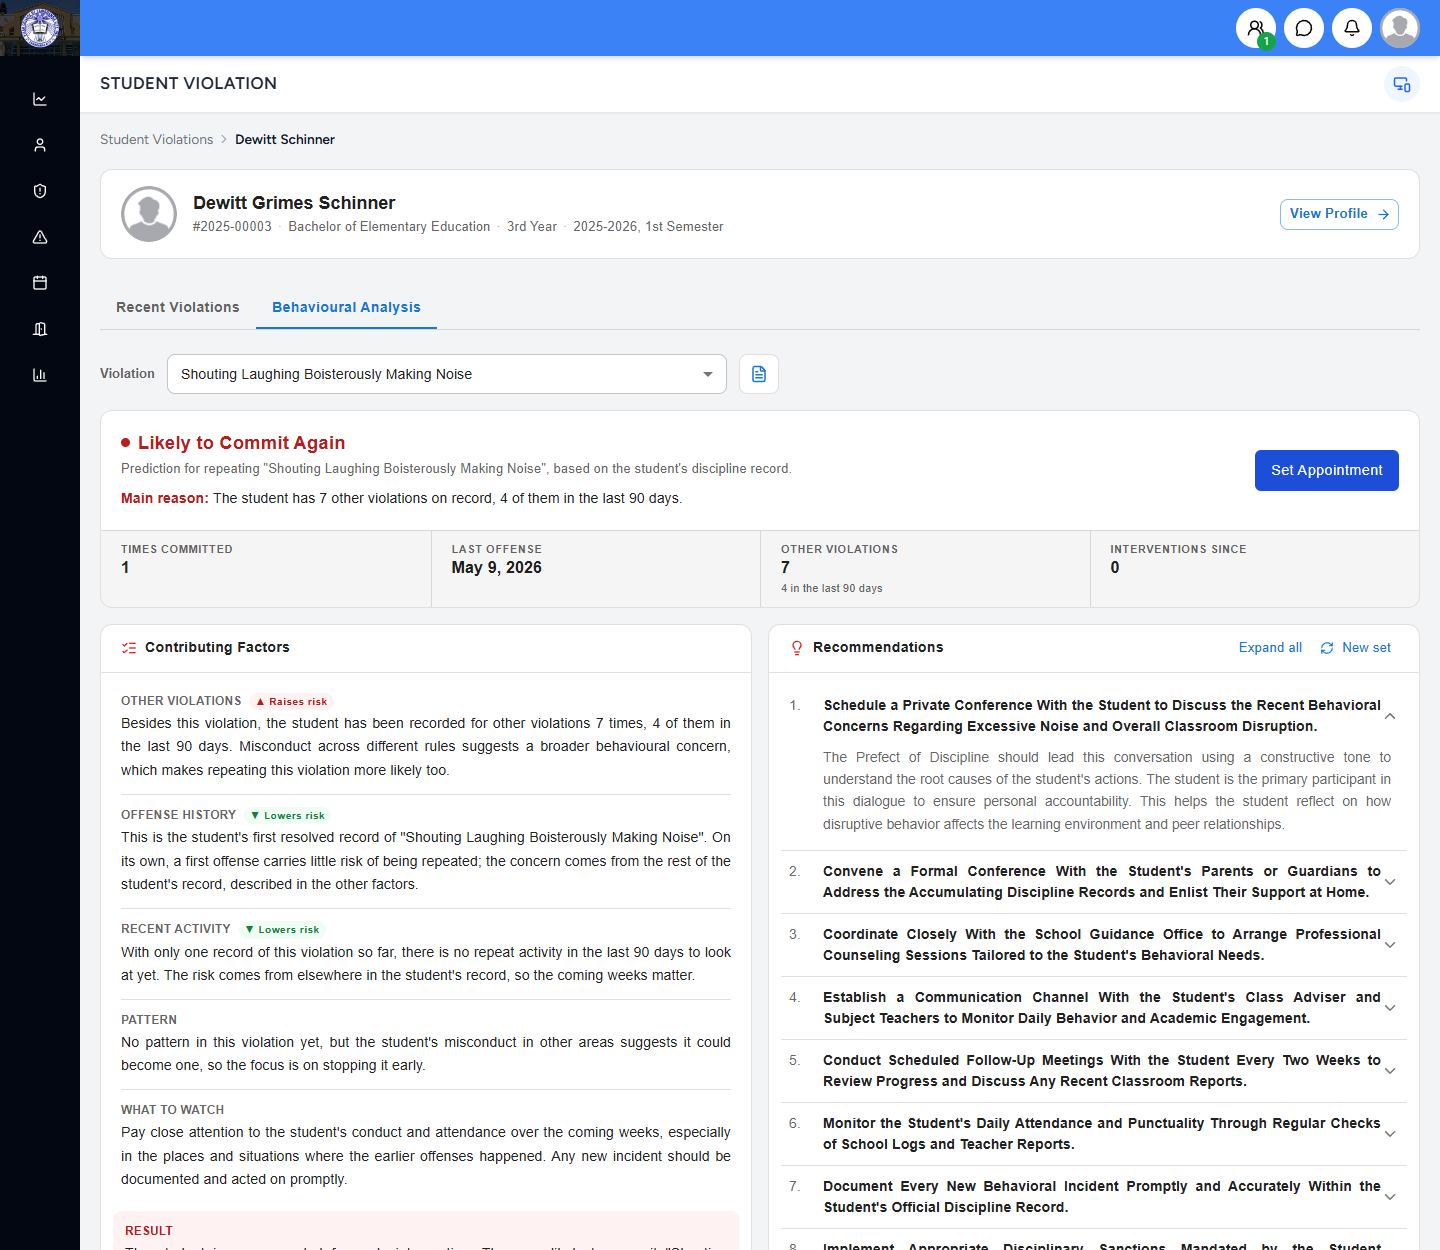 1
STUDENT VIOLATION
Student Violations > Dewitt Schinner
Dewitt Grimes Schinner
#2025-00003 · Bachelor of Elementary Education · 3rd Year · 2025-2026, 1st Semester
View Profile
Recent Violations
Behavioural Analysis
Violation
Shouting Laughing Boisterously Making Noise
Likely to Commit Again
Prediction for repeating "Shouting Laughing Boisterously Making Noise", based on the student's discipline record.
Main reason: The student has 7 other violations on record, 4 of them in the last 90 days.
Set Appointment
TIMES COMMITTED
1
LAST OFFENSE
May 9, 2026
OTHER VIOLATIONS
7
4 in the last 90 days
INTERVENTIONS SINCE
0
Contributing Factors
OTHER VIOLATIONS ▲ Raises risk
Besides this violation, the student has been recorded for other violations 7 times, 4 of them in
the last 90 days. Misconduct across different rules suggests a broader behavioural concern,
which makes repeating this violation more likely too.
OFFENSE HISTORY ▼ Lowers risk
This is the student's first resolved record of "Shouting Laughing Boisterously Making Noise". On
its own, a first offense carries little risk of being repeated; the concern comes from the rest of the
student's record, described in the other factors.
RECENT ACTIVITY ▼ Lowers risk
With only one record of this violation so far, there is no repeat activity in the last 90 days to look
at yet. The risk comes from elsewhere in the student's record, so the coming weeks matter.
PATTERN
No pattern in this violation yet, but the student's misconduct in other areas suggests it could
become one, so the focus is on stopping it early.
WHAT TO WATCH
Pay close attention to the student's conduct and attendance over the coming weeks, especially
in the places and situations where the earlier offenses happened. Any new incident should be
documented and acted on promptly.
RESULT
Recommendations
Expand all
New set
1. Schedule a Private Conference With the Student to Discuss the Recent Behavioral
Concerns Regarding Excessive Noise and Overall Classroom Disruption.
The Prefect of Discipline should lead this conversation using a constructive tone to
understand the root causes of the student's actions. The student is the primary participant in
this dialogue to ensure personal accountability. This helps the student reflect on how
disruptive behavior affects the learning environment and peer relationships.
2. Convene a Formal Conference With the Student's Parents or Guardians to
Address the Accumulating Discipline Records and Enlist Their Support at Home.
3. Coordinate Closely With the School Guidance Office to Arrange Professional
Counseling Sessions Tailored to the Student's Behavioral Needs.
4. Establish a Communication Channel With the Student's Class Adviser and
Subject Teachers to Monitor Daily Behavior and Academic Engagement.
5. Conduct Scheduled Follow-Up Meetings With the Student Every Two Weeks to
Review Progress and Discuss Any Recent Classroom Reports.
6. Monitor the Student's Daily Attendance and Punctuality Through Regular Checks
of School Logs and Teacher Reports.
7. Document Every New Behavioral Incident Promptly and Accurately Within the
Student's Official Discipline Record.
8. Implement Appropriate Disciplinary Sanctions Mandated by the Student